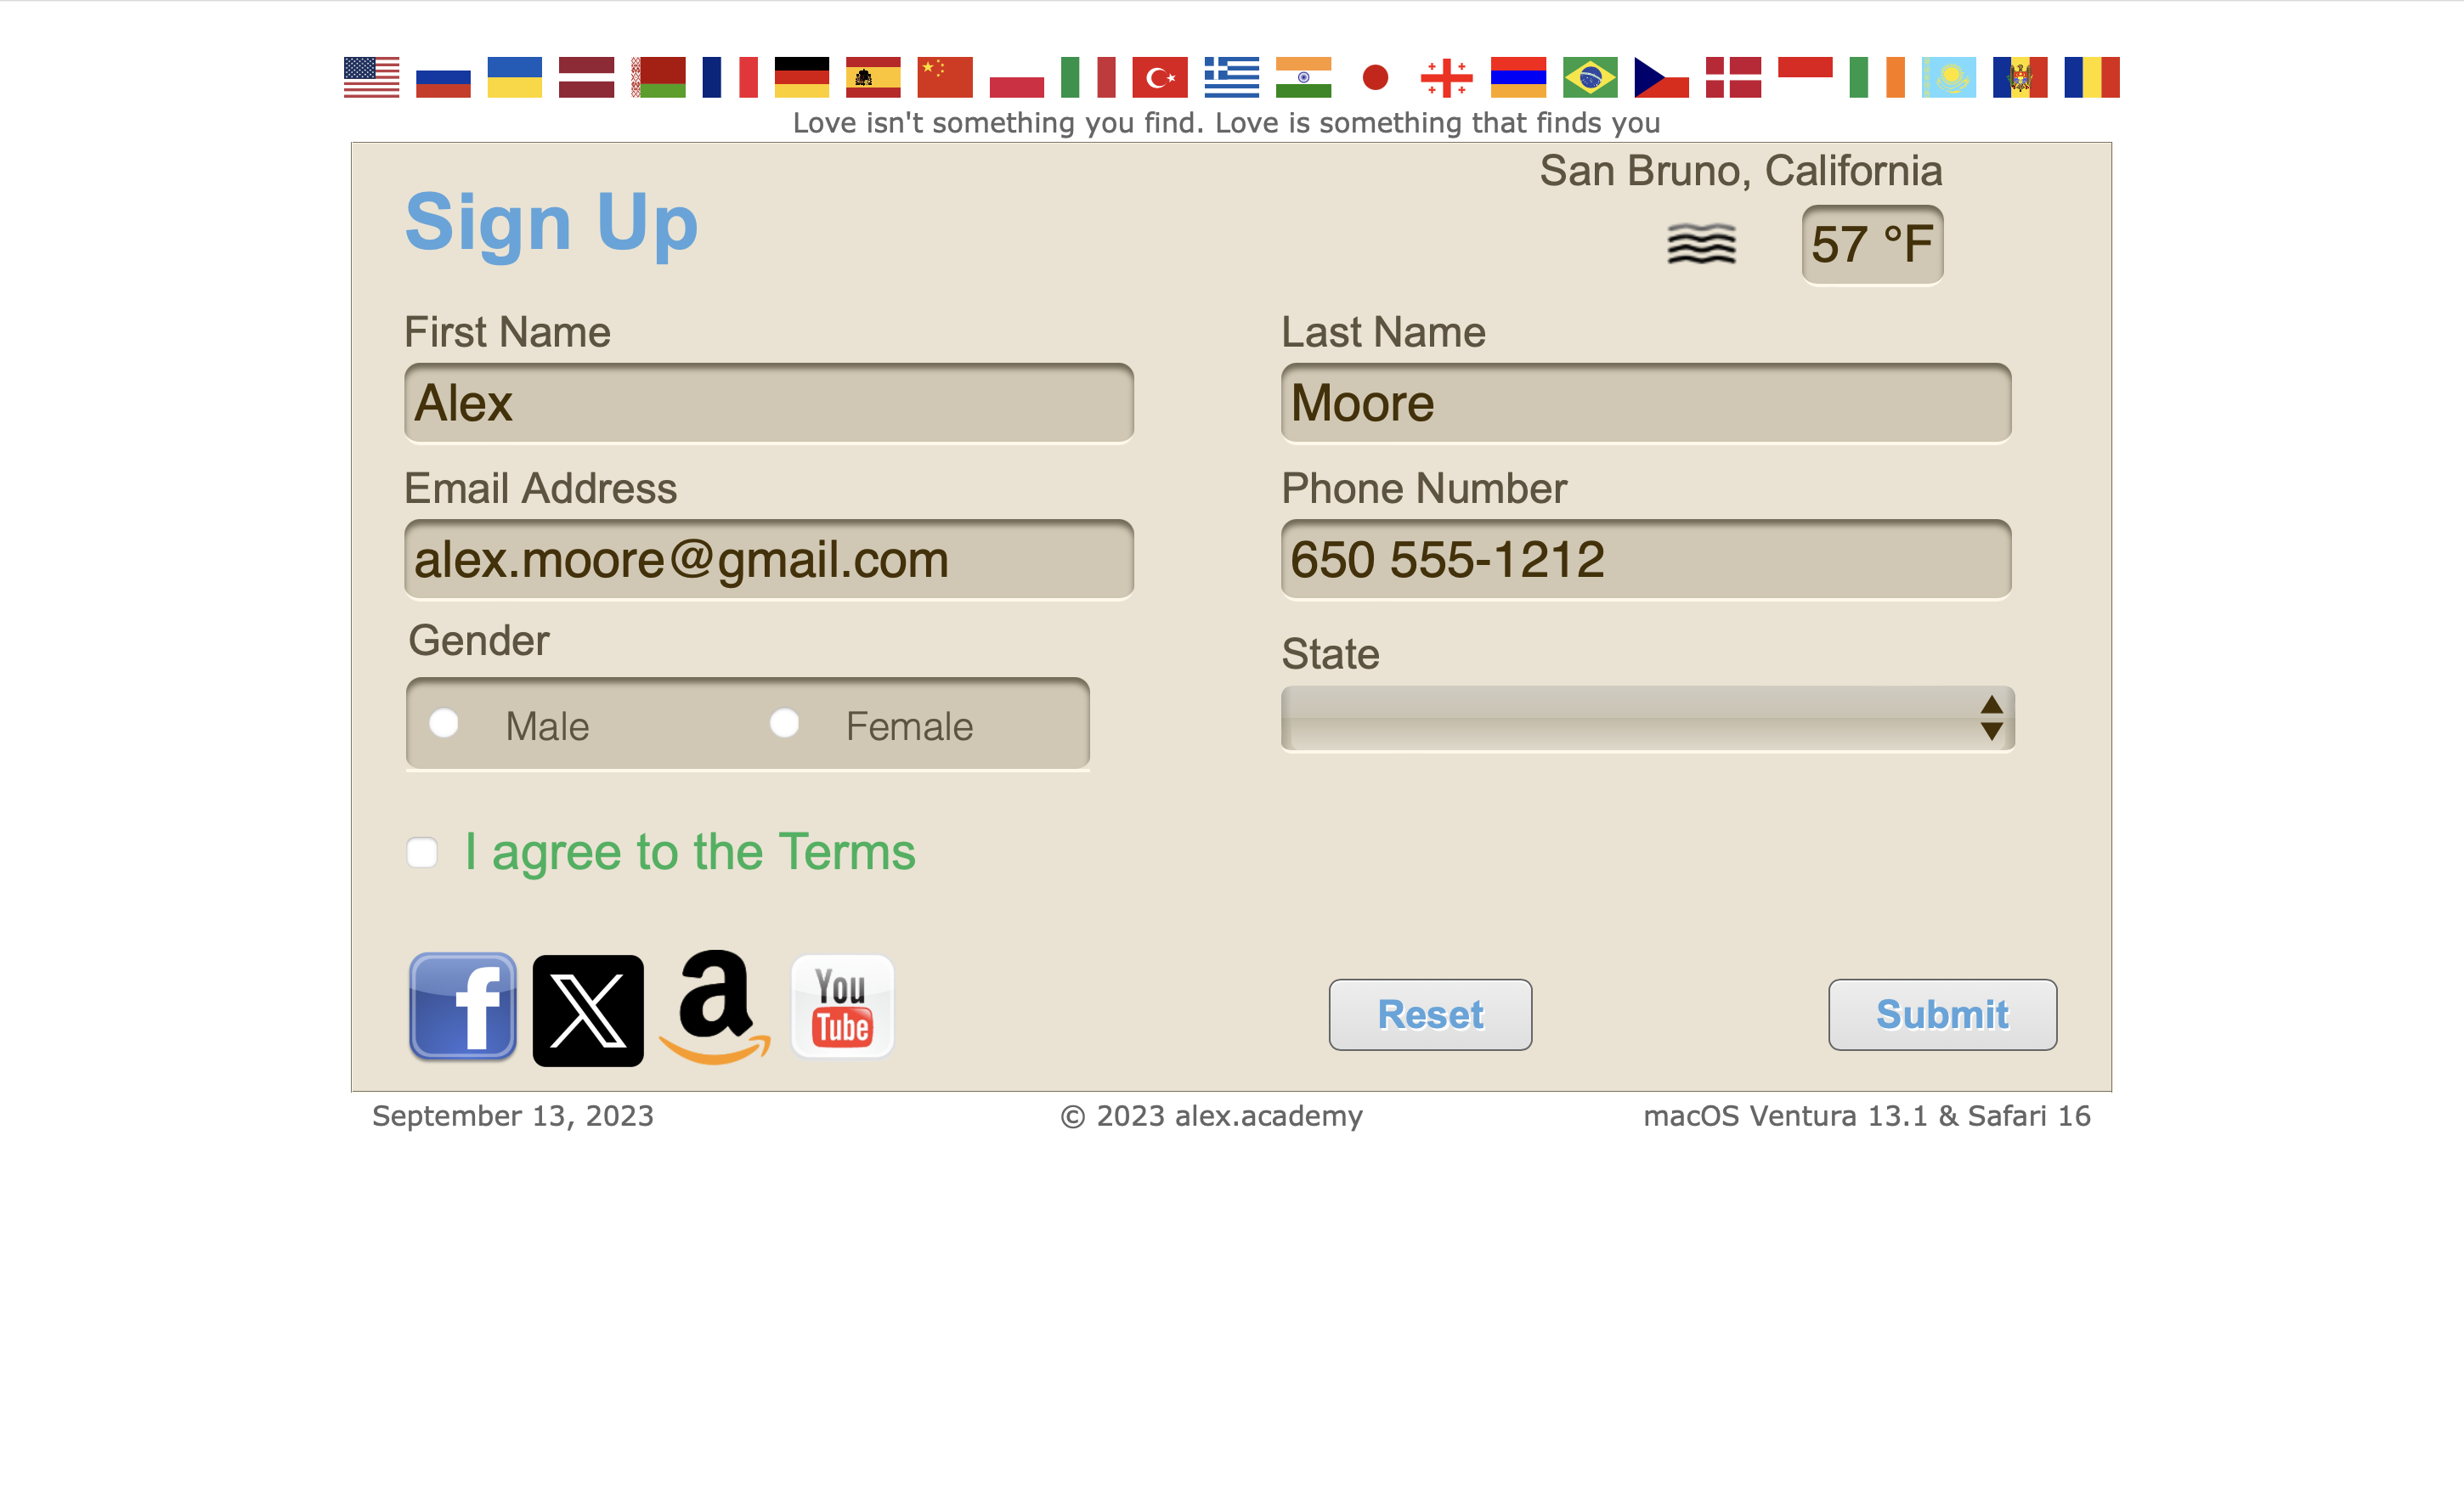 Love isn't something you find. Love is something that finds you
San Bruno, California
Sign Up
57 °F
First Name
Last Name
Alex
Moore
Email Address
Phone Number
alex.moore@gmail.com
650 555-1212
Gender
State
Male
Female
I agree to the Terms
f
X
a
You
Tube
Reset
Submit
September 13, 2023
© 2023 alex.academy
macOS Ventura 13.1 & Safari 16